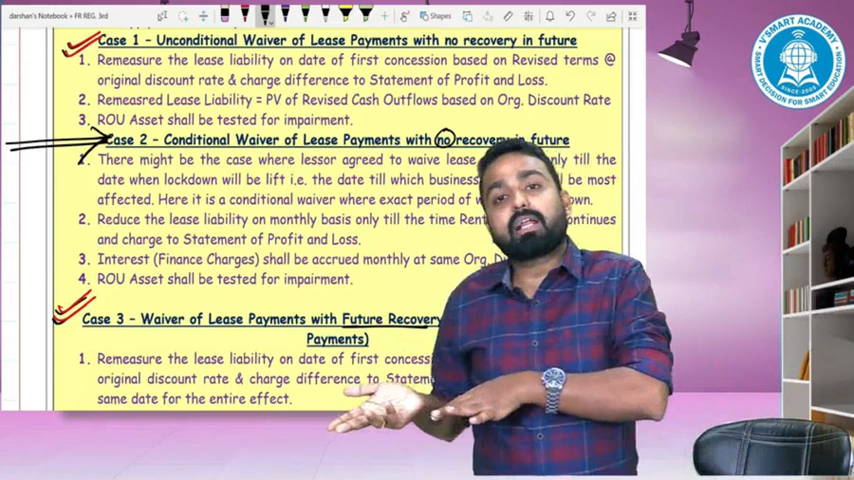 darshan's Notebook » FR REG. 3rd
Shapes
Case 1 – Unconditional Waiver of Lease Payments with no recovery in future
1. Remeasure the lease liability on date of first concession based on Revised terms @
original discount rate & charge difference to Statement of Profit and Loss.
2. Remeasred Lease Liability = PV of Revised Cash Outflows based on Org. Discount Rate
3. ROU Asset shall be tested for impairment.
Case 2 – Conditional Waiver of Lease Payments with no recovery in future
1. There might be the case where lessor agreed to waive lease only till the
date when lockdown will be lift i.e. the date till which business be most
affected. Here it is a conditional waiver where exact period of
2. Reduce the lease liability on monthly basis only till the time
and charge to Statement of Profit and Loss.
3. Interest (Finance Charges) shall be accrued monthly at same Org.
4. ROU Asset shall be tested for impairment.
Case 3 – Waiver of Lease Payments with Future Recovery
Payments)
1. Remeasure the lease liability on date of first
original discount rate & charge difference to
same date for the entire effect.
V'SMART ACADEMY
SINCE-2005
SMART DECISION FOR SMART EDUCATION